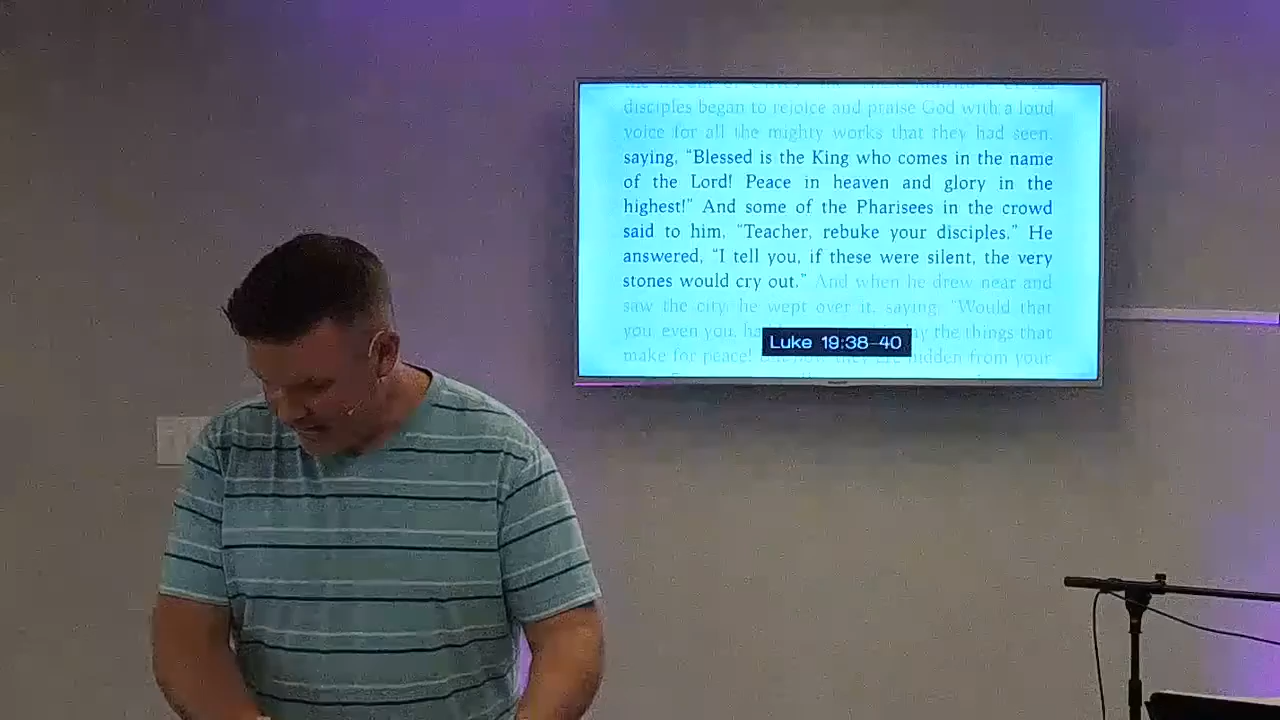 disciples began to rejoice and praise God with a loud
voice for all the mighty works that they had seen,
saying, “Blessed is the King who comes in the name
of the Lord! Peace in heaven and glory in the
highest!” And some of the Pharisees in the crowd
said to him, “Teacher, rebuke your disciples.” He
answered, “I tell you, if these were silent, the very
stones would cry out.” And when he drew near and
saw the city, he wept over it, saying, “Would that
you, even you, the things that
make for peace! from your
Luke 19:38-40